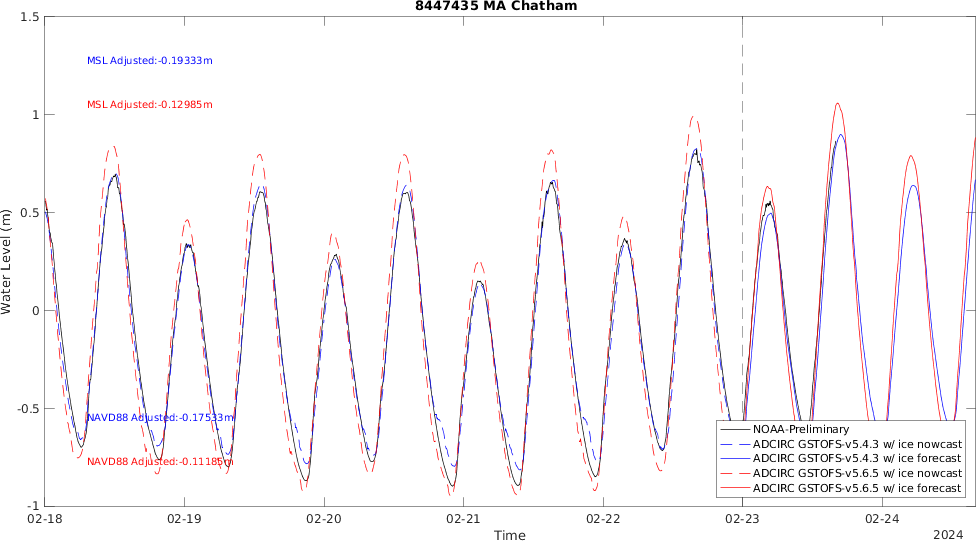 8447435 MA Chatham
1.5
MSL Adjusted:-0.19333m
MSL Adjusted:-0.12985m
1
0.5
Water Level (m)
0
-0.5
NAVD88 Adjusted:-0.17533m
NAVD88 Adjusted:-0.11185m
-1
NOAA-Preliminary
ADCIRC GSTOFS-v5.4.3 w/ ice nowcast
ADCIRC GSTOFS-v5.4.3 w/ ice forecast
ADCIRC GSTOFS-v5.6.5 w/ ice nowcast
ADCIRC GSTOFS-v5.6.5 w/ ice forecast
02-18 02-19 02-20 02-21 02-22 02-23 02-24
Time
2024